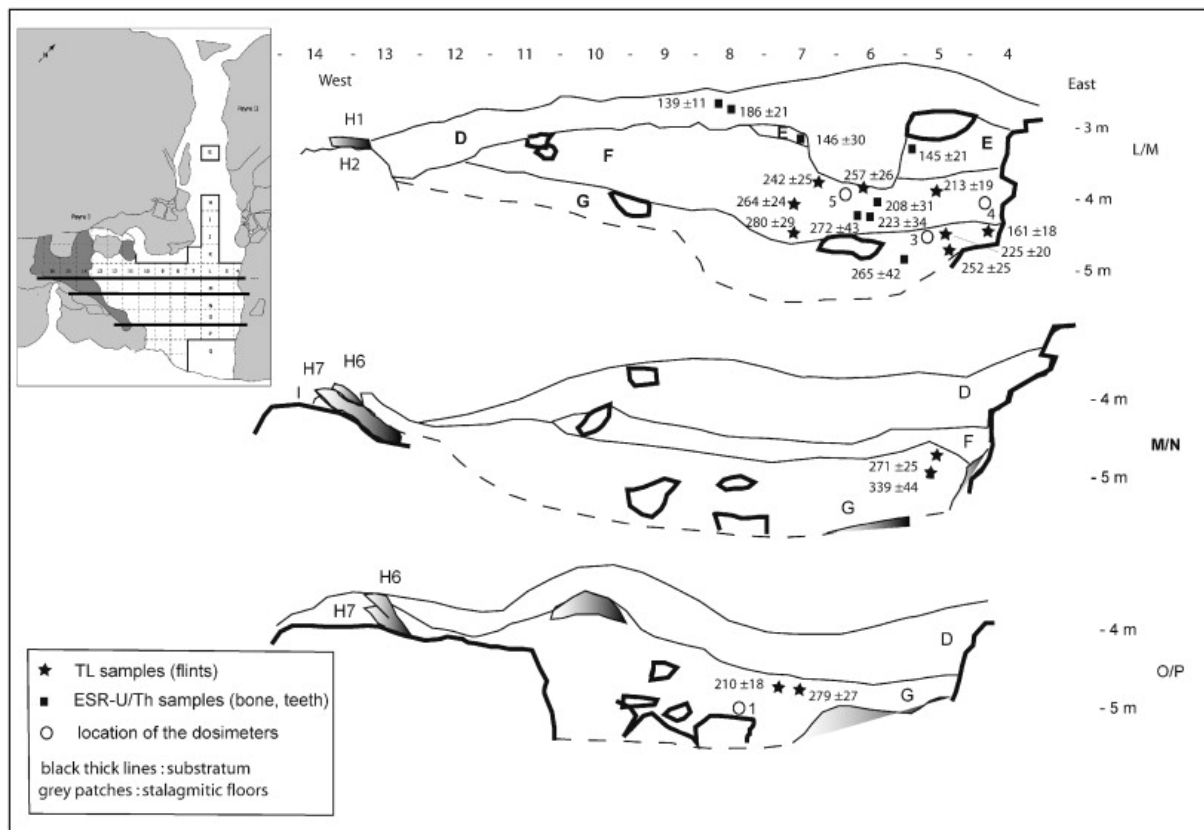 N
Payre II
Payre I
- 14 - 13 - 12 - 11 - 10 - 9 - 8 - 7 - 6 - 5 - 4
West
East
139 ±11
186 ±21
H1
H2
D
F
E
146 ±30
E
145 ±21
- 3 m
L/M
242 ±25
257 ±26
213 ±19
G
264 ±24
5
208 ±31
4
- 4 m
280 ±29
272 ±43
223 ±34
3
161 ±18
225 ±20
265 ±42
252 ±25
- 5 m
H7
H6
I
D
- 4 m
F
M/N
271 ±25
339 ±44
G
- 5 m
H6
H7
D
- 4 m
O/P
210 ±18
279 ±27
G
1
- 5 m
TL samples (flints)
ESR-U/Th samples (bone, teeth)
location of the dosimeters
black thick lines : substratum
grey patches : stalagmitic floors